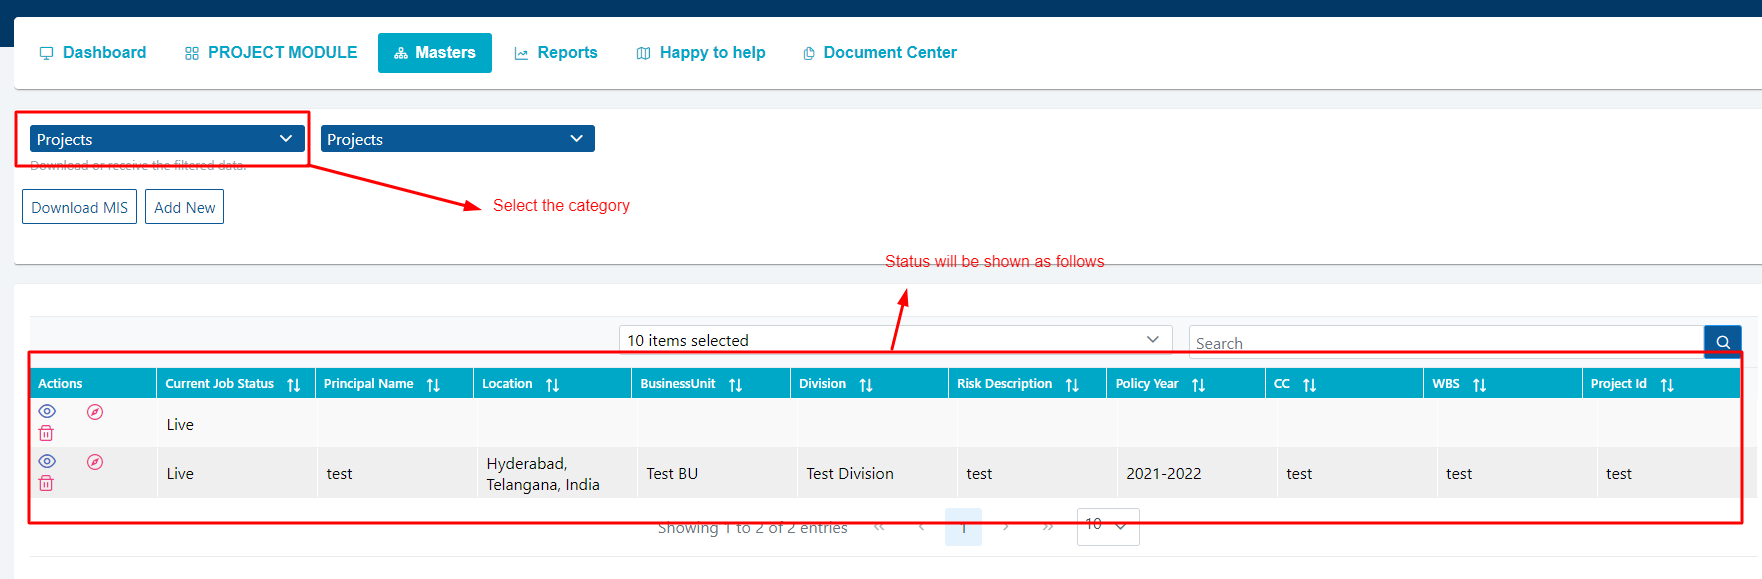 Dashboard PROJECT MODULE Masters Reports Happy to help Document Center
Projects Projects
Download or receive the filtered data.
Download MIS Add New
Select the category
Status will be shown as follows
10 items selected Search
Actions Current Job Status Principal Name Location BusinessUnit Division Risk Description Policy Year CC WBS Project Id
Live
Live test Hyderabad, Telangana, India Test BU Test Division test 2021-2022 test test test
Showing 1 to 2 of 2 entries « ‹ 1 › » 10